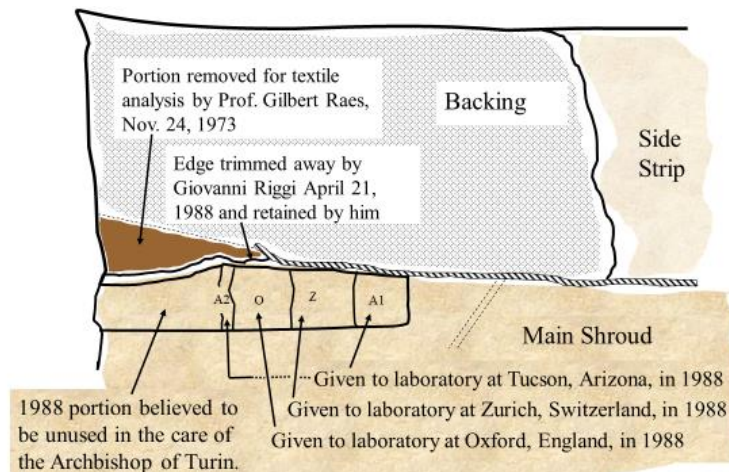 Portion removed for textile
analysis by Prof. Gilbert Raes,
Nov. 24, 1973
Backing
Side
Strip
Edge trimmed away by
Giovanni Riggi April 21,
1988 and retained by him
A2
O
Z
A1
Main Shroud
Given to laboratory at Tucson, Arizona, in 1988
Given to laboratory at Zurich, Switzerland, in 1988
Given to laboratory at Oxford, England, in 1988
1988 portion believed to
be unused in the care of
the Archbishop of Turin.